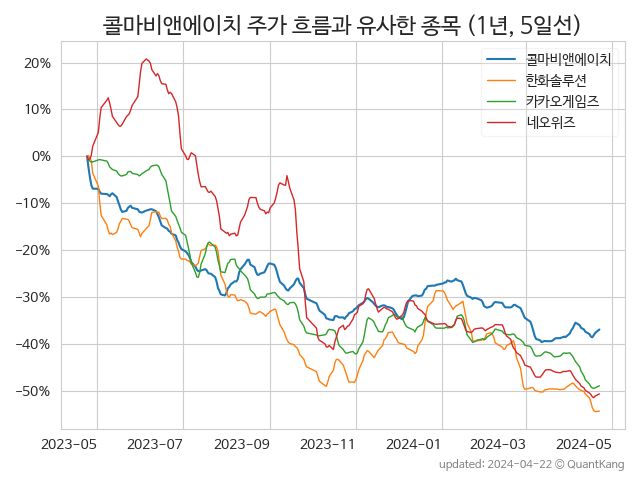 콜마비앤에이치 주가 흐름과 유사한 종목 (1년, 5일선)
콜마비앤에이치
한화솔루션
카카오게임즈
네오위즈
20%
10%
0%
−10%
−20%
−30%
−40%
−50%
2023-05 2023-07 2023-09 2023-11 2024-01 2024-03 2024-05
updated: 2024-04-22 © QuantKang